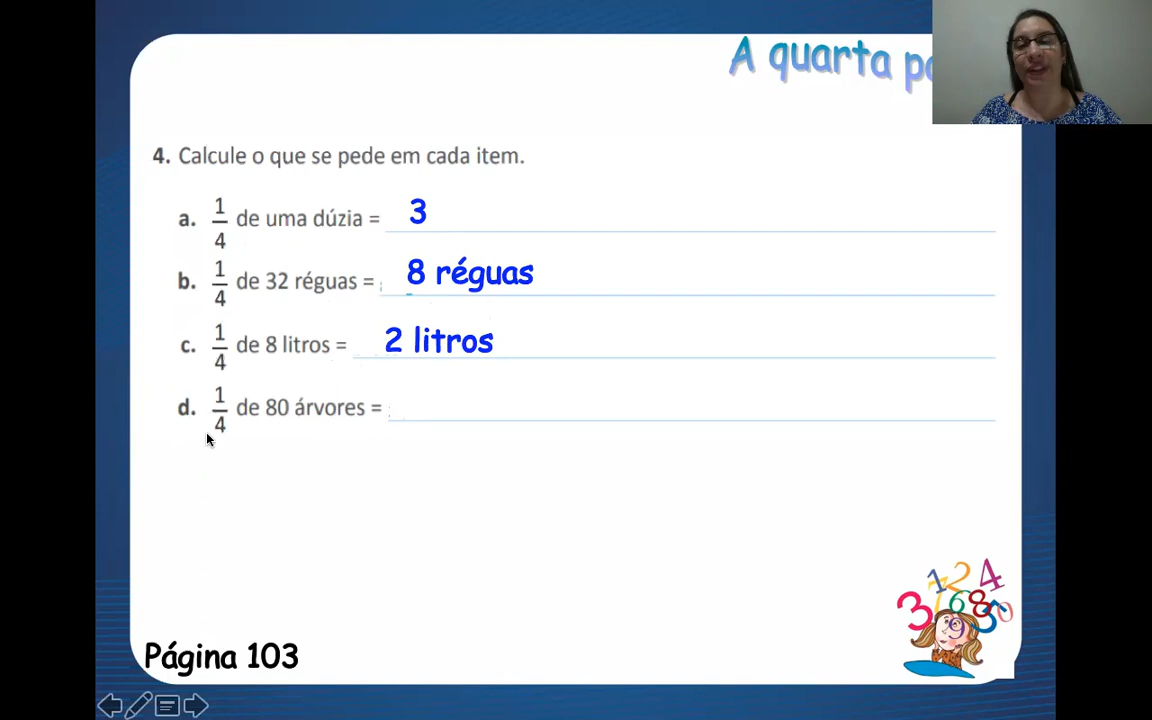 A quarta
4. Calcule o que se pede em cada item.
a. 1/4 de uma dúzia = 3
b. 1/4 de 32 réguas = 8 réguas
c. 1/4 de 8 litros = 2 litros
d. 1/4 de 80 árvores =
Página 103